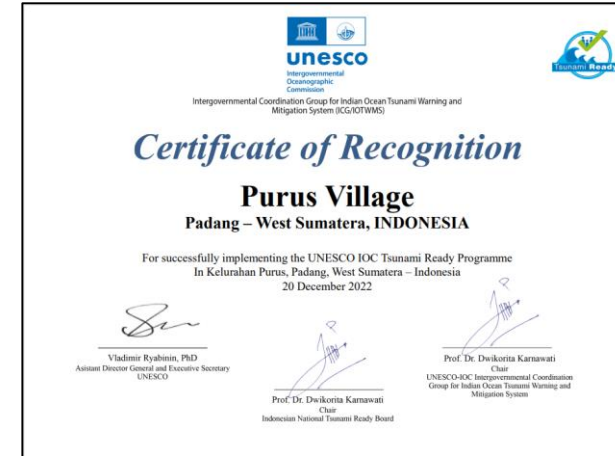 unesco
Intergovernmental
Oceanographic
Commission
Tsunami Ready
Intergovernmental Coordination Group for Indian Ocean Tsunami Warning and
Mitigation System (ICG/IOTWMS)
Certificate of Recognition
Purus Village
Padang – West Sumatera, INDONESIA
For successfully implementing the UNESCO IOC Tsunami Ready Programme
In Kelurahan Purus, Padang, West Sumatera – Indonesia
20 December 2022
Vladimir Ryabinin, PhD
Asistant Director General and Executive Secretary
UNESCO
Prof. Dr. Dwikorita Karnawati
Chair
Indonesian National Tsunami Ready Board
Prof. Dr. Dwikorita Karnawati
Chair
UNESCO-IOC Intergovernmental Coordination
Group for Indian Ocean Tsunami Warning and
Mitigation System